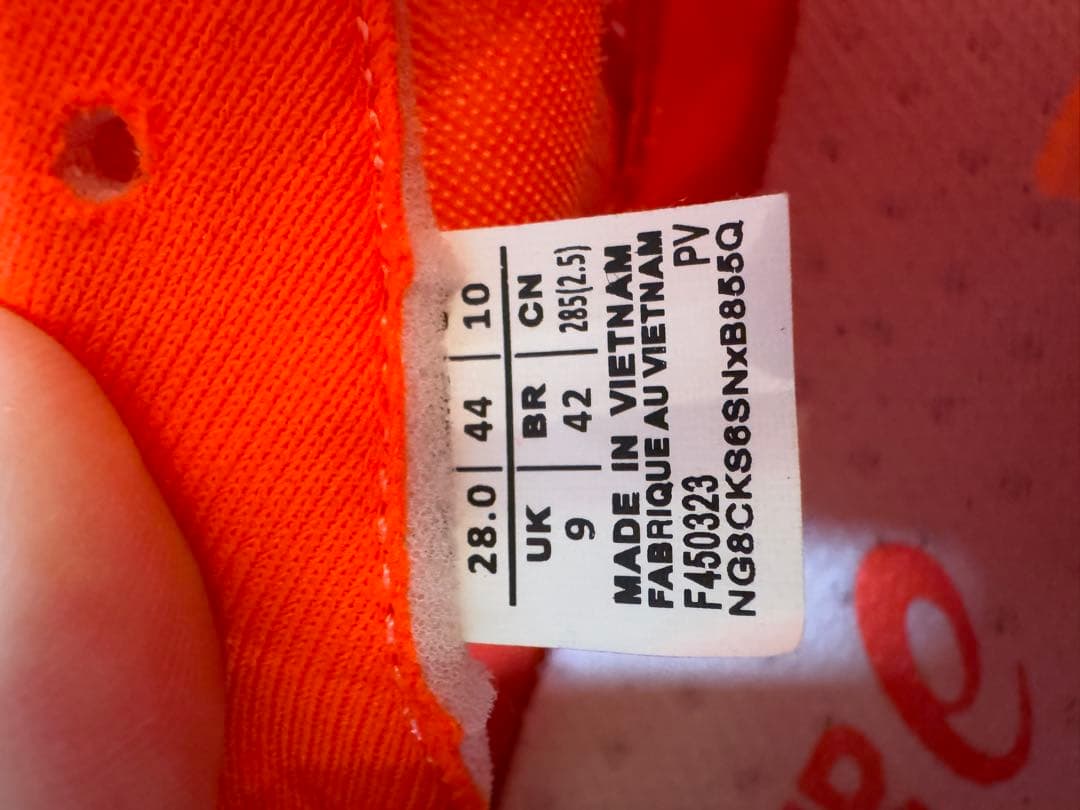 28.0 | 44 | 10
UK | BR | CN
9 | 42 | 285(2.5)
MADE IN VIETNAM
FABRIQUE AU VIETNAM
F450323 PV
NG8CKS6SNxB855Q